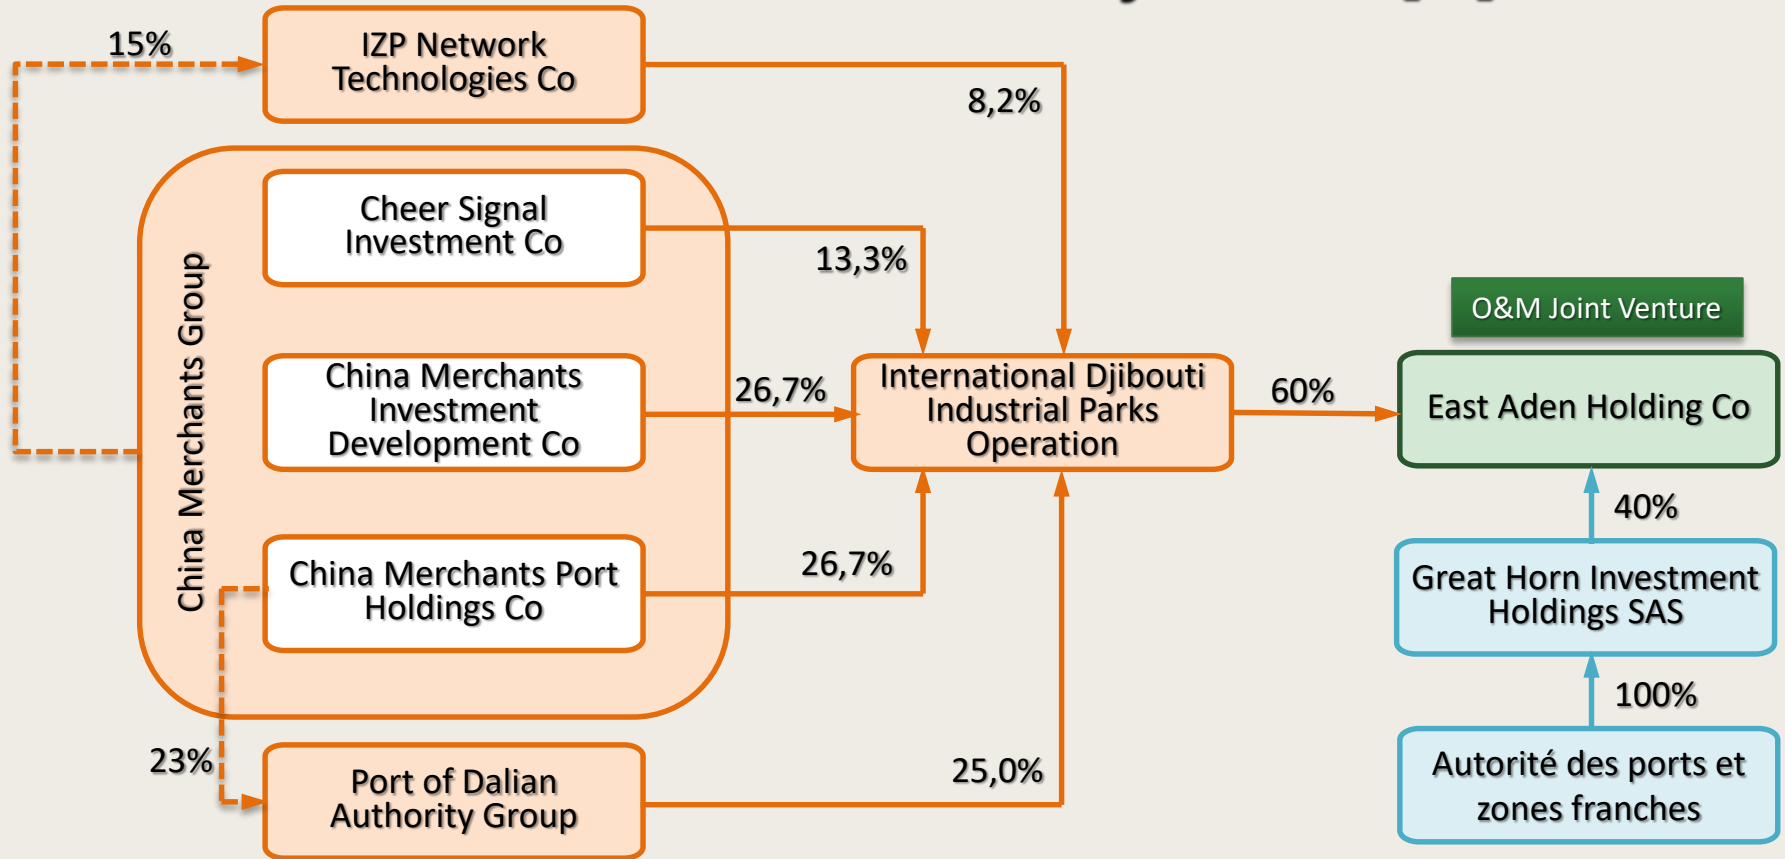 15%
IZP Network
Technologies Co
8,2%
China Merchants Group
Cheer Signal
Investment Co
13,3%
China Merchants
Investment
Development Co
26,7%
International Djibouti
Industrial Parks
Operation
60%
O&M Joint Venture
East Aden Holding Co
40%
China Merchants Port
Holdings Co
26,7%
Great Horn Investment
Holdings SAS
100%
23%
Port of Dalian
Authority Group
25,0%
Autorité des ports et
zones franches